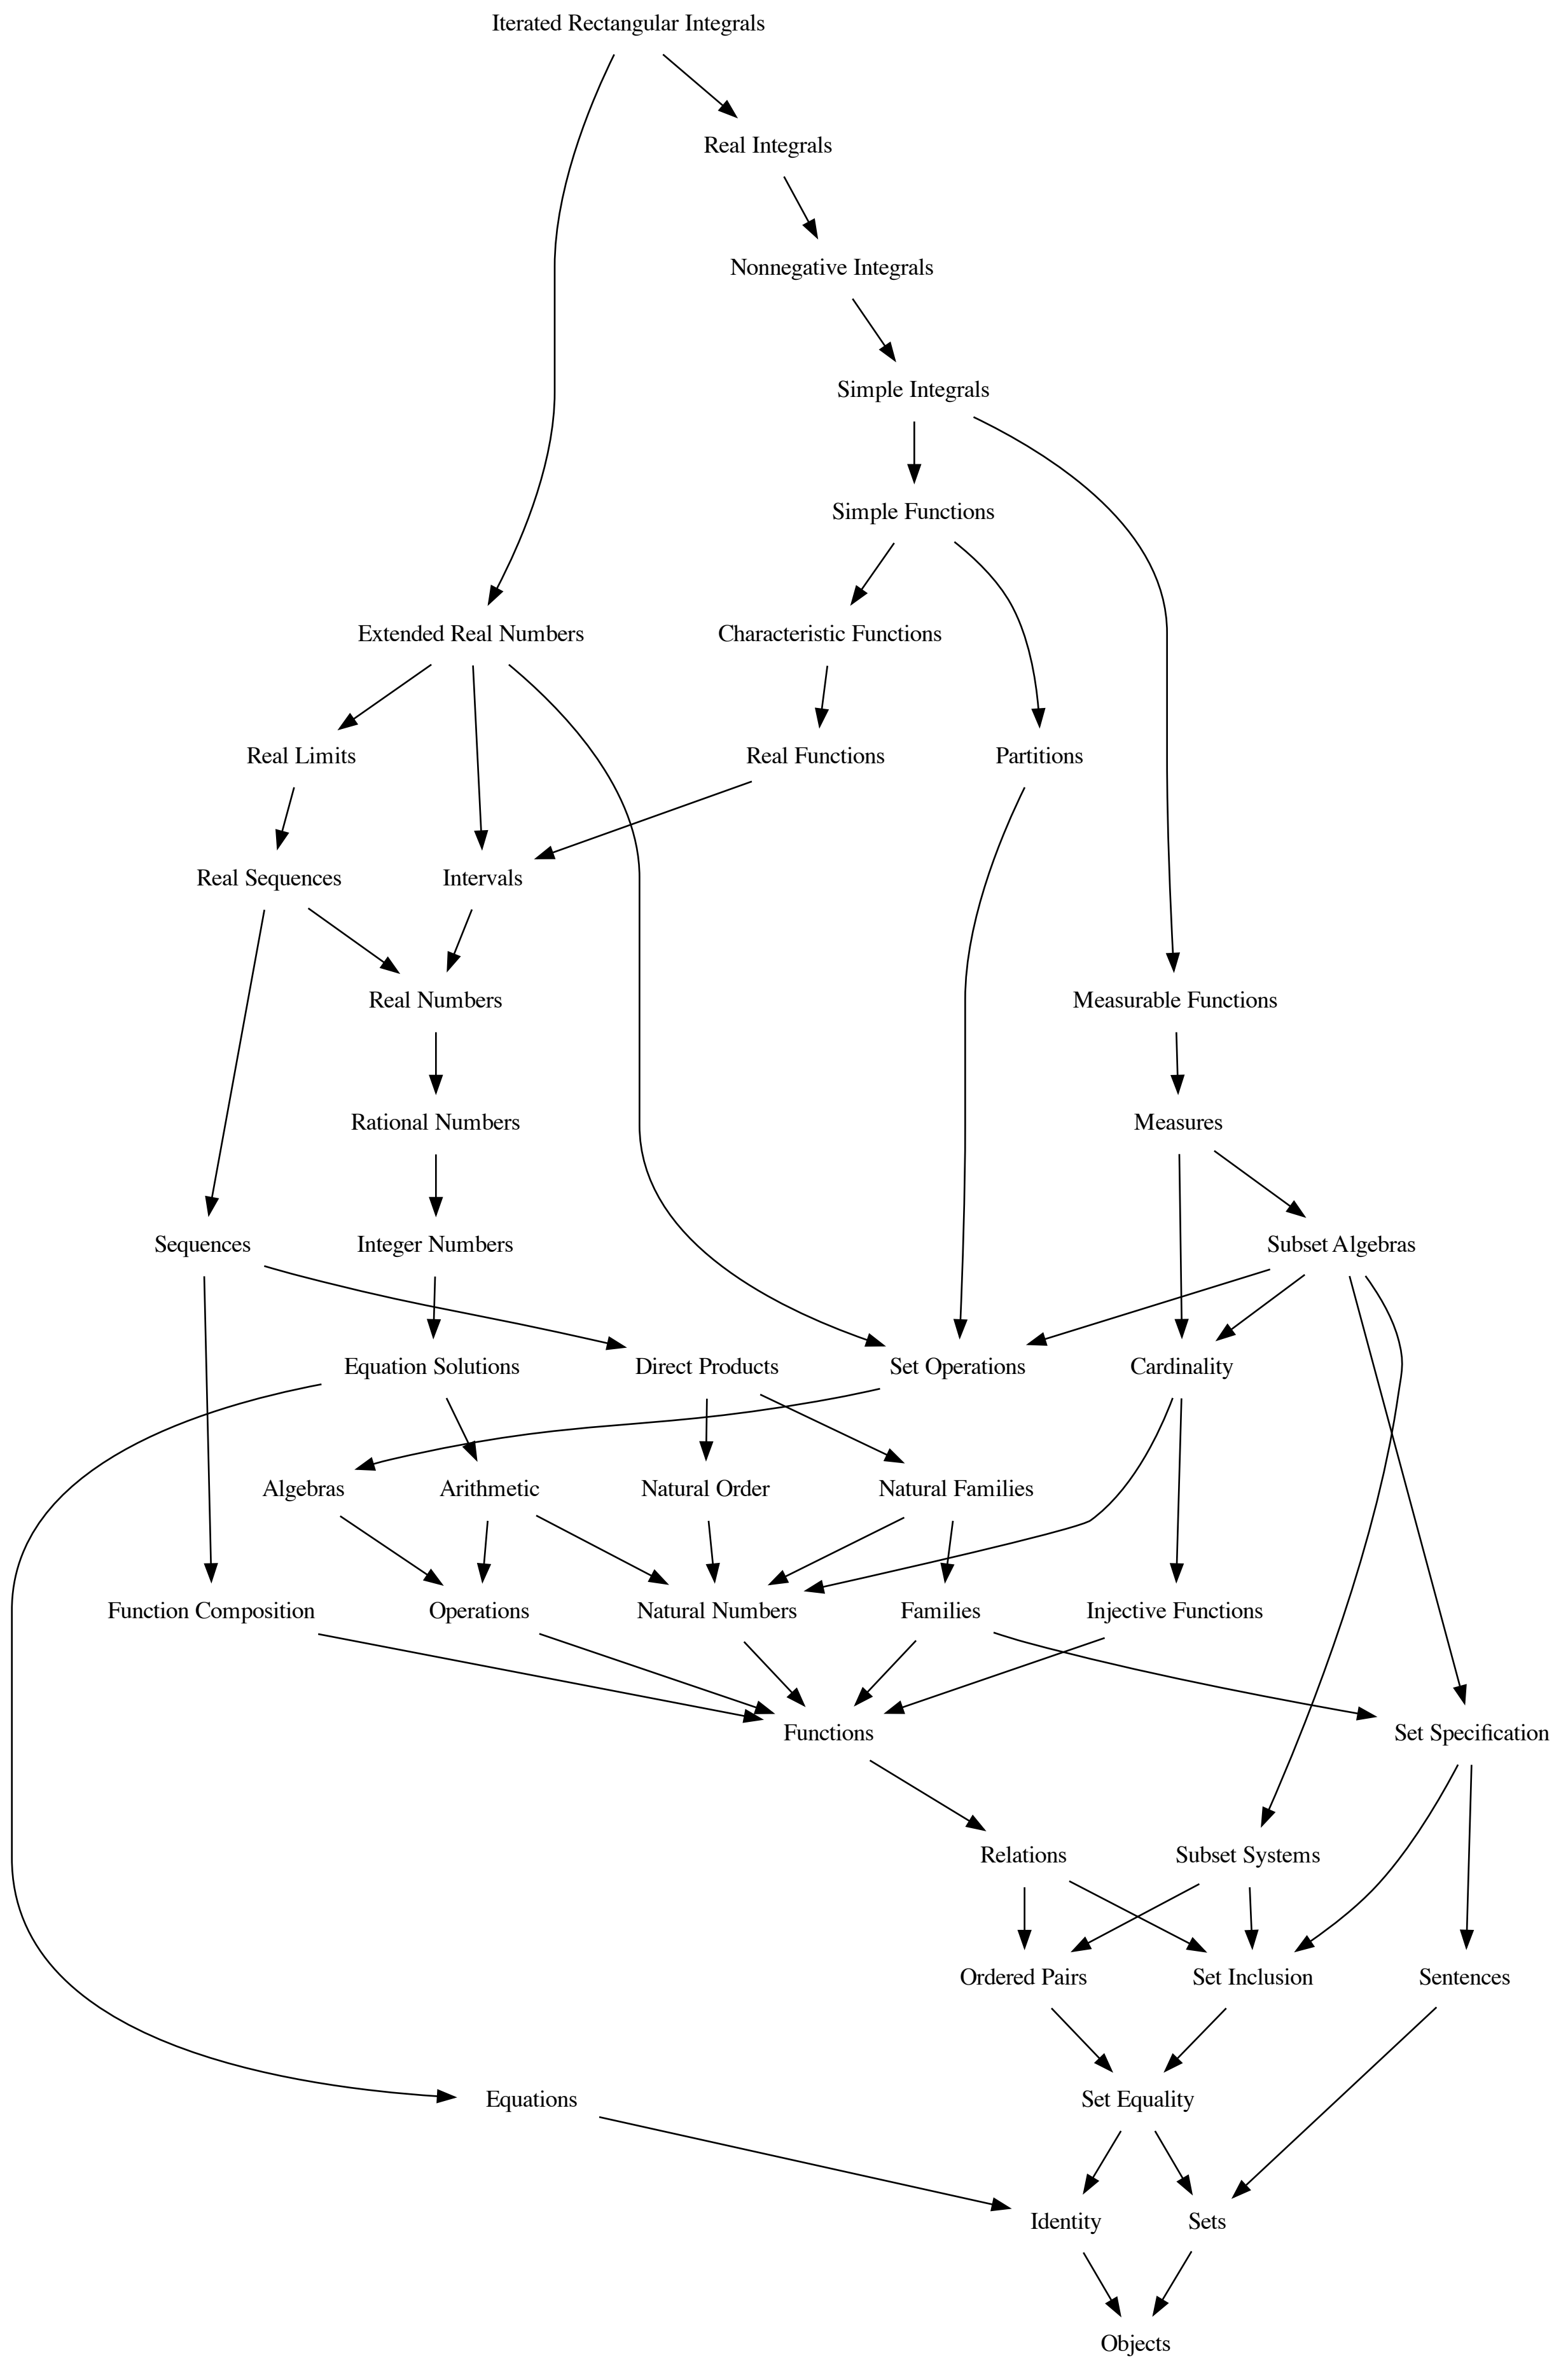 Iterated Rectangular Integrals
Real Integrals
Nonnegative Integrals
Simple Integrals
Simple Functions
Extended Real Numbers
Characteristic Functions
Real Limits
Real Functions
Partitions
Real Sequences
Intervals
Real Numbers
Measurable Functions
Rational Numbers
Measures
Sequences
Integer Numbers
Subset Algebras
Equation Solutions
Direct Products
Set Operations
Cardinality
Algebras
Arithmetic
Natural Order
Natural Families
Function Composition
Operations
Natural Numbers
Families
Injective Functions
Functions
Set Specification
Relations
Subset Systems
Ordered Pairs
Set Inclusion
Sentences
Equations
Set Equality
Identity
Sets
Objects